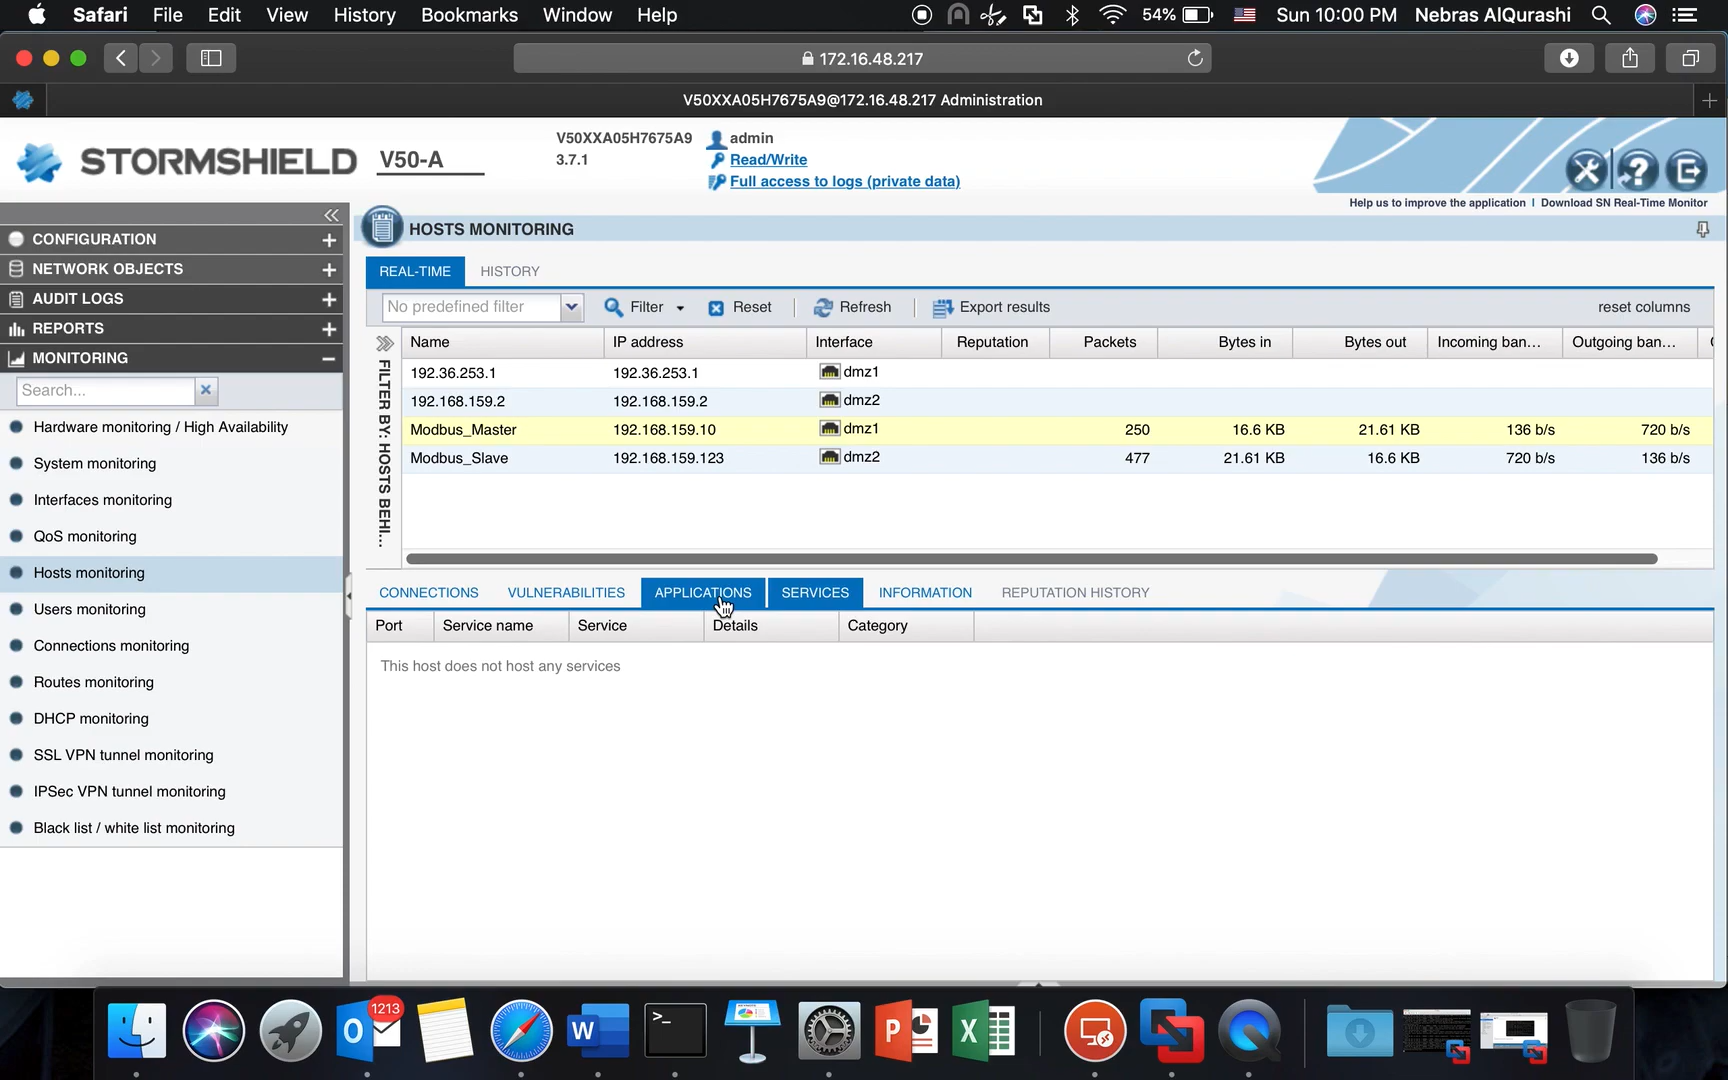 Safari File Edit View History Bookmarks Window Help 54% Sun 10:00 PM Nebras AlQurashi
172.16.48.217
V50XXA05H7675A9@172.16.48.217 Administration
STORMSHIELD V50-A
V50XXA05H7675A9
3.7.1
admin
Read/Write
Full access to logs (private data)
Help us to improve the application | Download SN Real-Time Monitor
CONFIGURATION
NETWORK OBJECTS
AUDIT LOGS
REPORTS
MONITORING
Search...
Hardware monitoring / High Availability
System monitoring
Interfaces monitoring
QoS monitoring
Hosts monitoring
Users monitoring
Connections monitoring
Routes monitoring
DHCP monitoring
SSL VPN tunnel monitoring
IPSec VPN tunnel monitoring
Black list / white list monitoring
HOSTS MONITORING
REAL-TIME HISTORY
No predefined filter Filter Reset Refresh Export results reset columns
FILTER BY: HOSTS BEHI...
Name IP address Interface Reputation Packets Bytes in Bytes out Incoming ban... Outgoing ban...
192.36.253.1 192.36.253.1 dmz1
192.168.159.2 192.168.159.2 dmz2
Modbus_Master 192.168.159.10 dmz1 250 16.6 KB 21.61 KB 136 b/s 720 b/s
Modbus_Slave 192.168.159.123 dmz2 477 21.61 KB 16.6 KB 720 b/s 136 b/s
CONNECTIONS VULNERABILITIES APPLICATIONS SERVICES INFORMATION REPUTATION HISTORY
Port Service name Service Details Category
This host does not host any services
1213